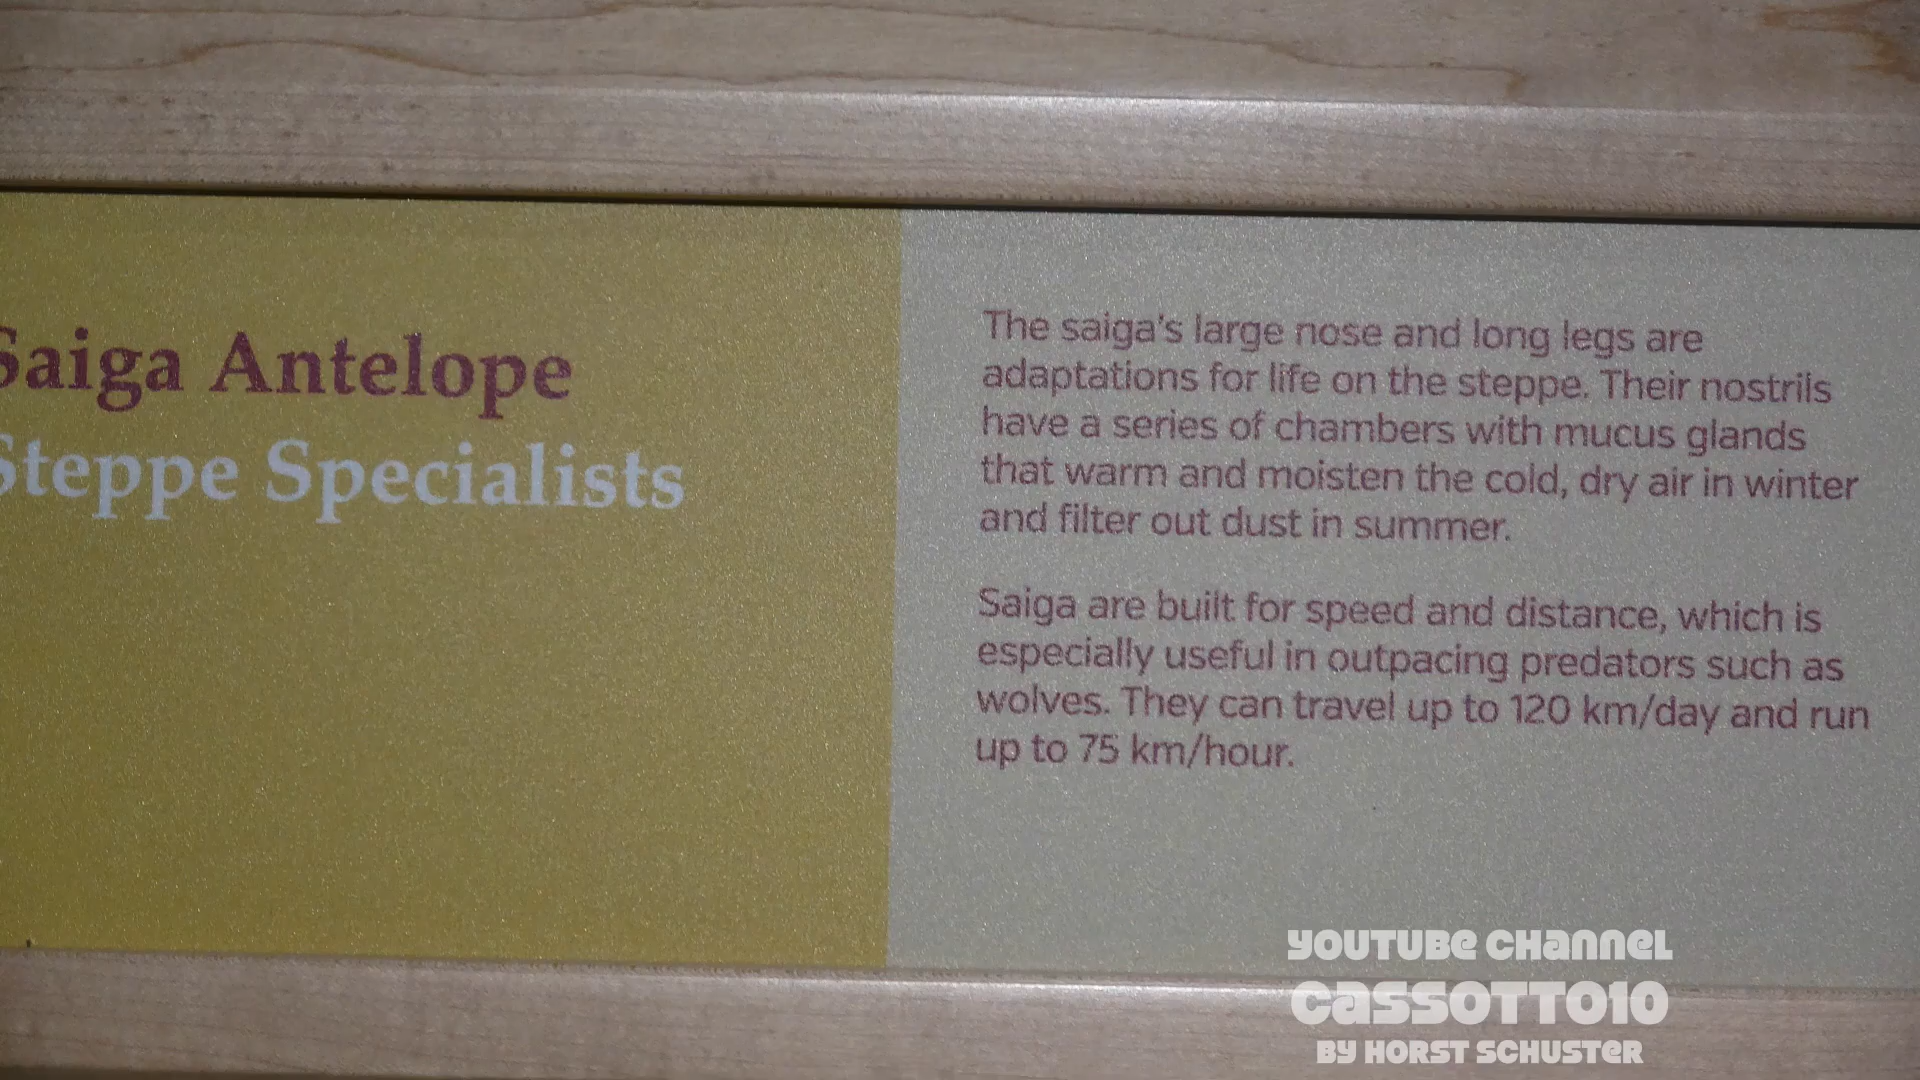 Saiga Antelope
Steppe Specialists
The saiga's large nose and long legs are
adaptations for life on the steppe. Their nostrils
have a series of chambers with mucus glands
that warm and moisten the cold, dry air in winter
and filter out dust in summer.
Saiga are built for speed and distance, which is
especially useful in outpacing predators such as
wolves. They can travel up to 120 km/day and run
up to 75 km/hour.
YOUTUBE CHANNEL
CASSOTTO10
BY HORST SCHUSTER